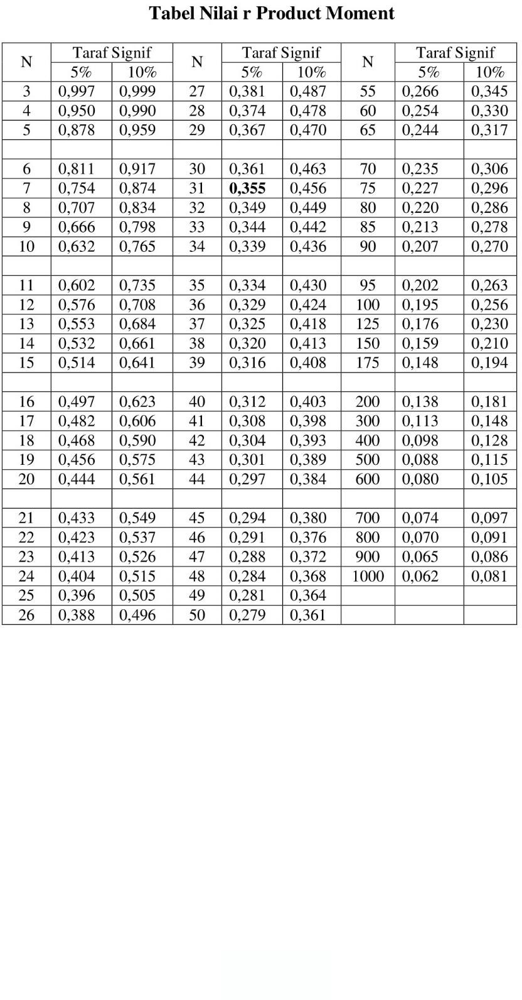 Tabel Nilai r Product Moment
N Taraf Signif N Taraf Signif N Taraf Signif
5% 10% 5% 10% 5% 10%
3 0,997 0,999 27 0,381 0,487 55 0,266 0,345
4 0,950 0,990 28 0,374 0,478 60 0,254 0,330
5 0,878 0,959 29 0,367 0,470 65 0,244 0,317
6 0,811 0,917 30 0,361 0,463 70 0,235 0,306
7 0,754 0,874 31 0,355 0,456 75 0,227 0,296
8 0,707 0,834 32 0,349 0,449 80 0,220 0,286
9 0,666 0,798 33 0,344 0,442 85 0,213 0,278
10 0,632 0,765 34 0,339 0,436 90 0,207 0,270
11 0,602 0,735 35 0,334 0,430 95 0,202 0,263
12 0,576 0,708 36 0,329 0,424 100 0,195 0,256
13 0,553 0,684 37 0,325 0,418 125 0,176 0,230
14 0,532 0,661 38 0,320 0,413 150 0,159 0,210
15 0,514 0,641 39 0,316 0,408 175 0,148 0,194
16 0,497 0,623 40 0,312 0,403 200 0,138 0,181
17 0,482 0,606 41 0,308 0,398 300 0,113 0,148
18 0,468 0,590 42 0,304 0,393 400 0,098 0,128
19 0,456 0,575 43 0,301 0,389 500 0,088 0,115
20 0,444 0,561 44 0,297 0,384 600 0,080 0,105
21 0,433 0,549 45 0,294 0,380 700 0,074 0,097
22 0,423 0,537 46 0,291 0,376 800 0,070 0,091
23 0,413 0,526 47 0,288 0,372 900 0,065 0,086
24 0,404 0,515 48 0,284 0,368 1000 0,062 0,081
25 0,396 0,505 49 0,281 0,364
26 0,388 0,496 50 0,279 0,361